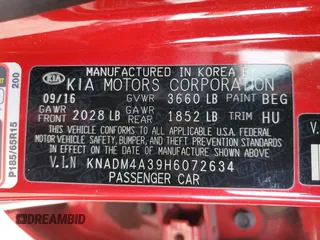 MANUFACTURED IN KOREA B
KIA KIA MOTORS CORPORATION
09/16 GVWR 3660 LB PAINT BEG
GAWR FRONT 2028 LB GAWR REAR 1852 LB TRIM HU
THIS VEHICLE CONFORMS TO ALL APPLICABLE U.S.A. FEDERAL
MOTOR VEHICLE SAFETY, BUMPER, AND THEFT PREVENTION
STANDARDS IN EFFECT ON THE DATE OF MANUFACTURE SHOWN ABOVE.
V.I.N KNADM4A39H6072634
PASSENGER CAR
P185/65R15
200
DREAMBID